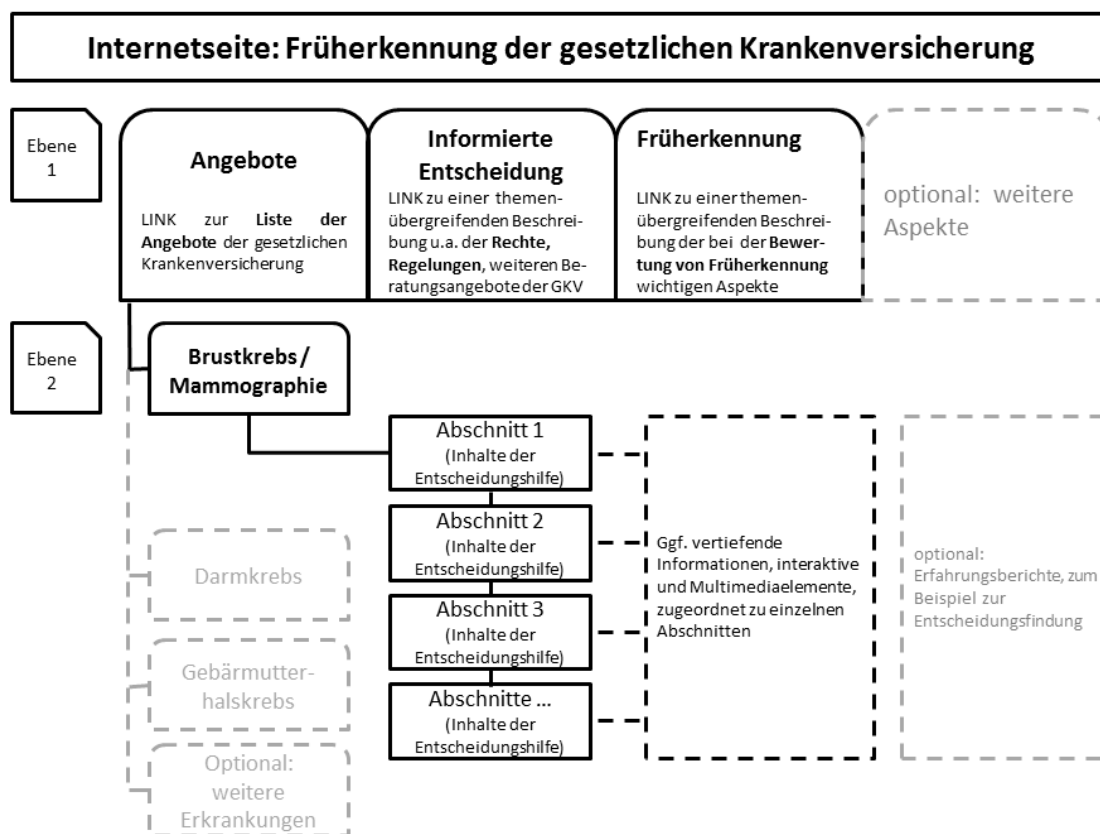 Internetseite: Früherkennung der gesetzlichen Krankenversicherung
Ebene
1
Angebote
LINK zur Liste der
Angebote der gesetzlichen
Krankenversicherung
Informierte
Entscheidung
LINK zu einer themen-
übergreifenden Beschrei-
bung u.a. der Rechte,
Regelungen, weiteren Be-
ratungsangebote der GKV
Früherkennung
LINK zu einer themen-
übergreifenden Beschrei-
bung der bei der Bewer-
tung von Früherkennung
wichtigen Aspekte
optional: weitere
Aspekte
Ebene
2
Brustkrebs/
Mammographie
Abschnitt 1
(Inhalte der
Entscheidungshilfe)
Abschnitt 2
(Inhalte der
Entscheidungshilfe)
Abschnitt 3
(Inhalte der
Entscheidungshilfe)
Abschnitte ...
(Inhalte der
Entscheidungshilfe)
Ggf. vertiefende
Informationen, interaktive
und Multimediaelemente,
zugeordnet zu einzelnen
Abschnitten
optional:
Erfahrungsberichte, zum
Beispiel zur
Entscheidungsfindung
Darmkrebs
Gebärmutter-
halskrebs
Optional:
weitere
Erkrankungen